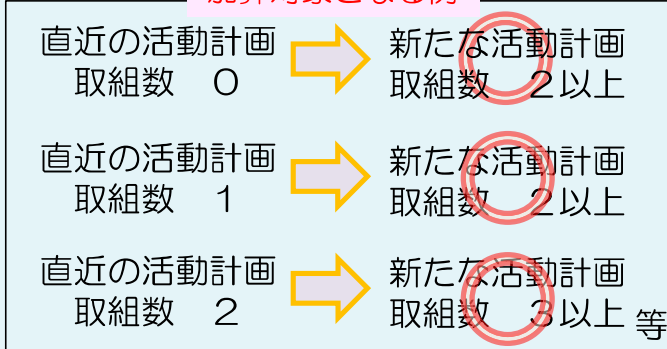 直近の活動計画
取組数　０
新たな活動計画
取組数　２以上
直近の活動計画
取組数　１
新たな活動計画
取組数　２以上
直近の活動計画
取組数　２
新たな活動計画
取組数　３以上
等